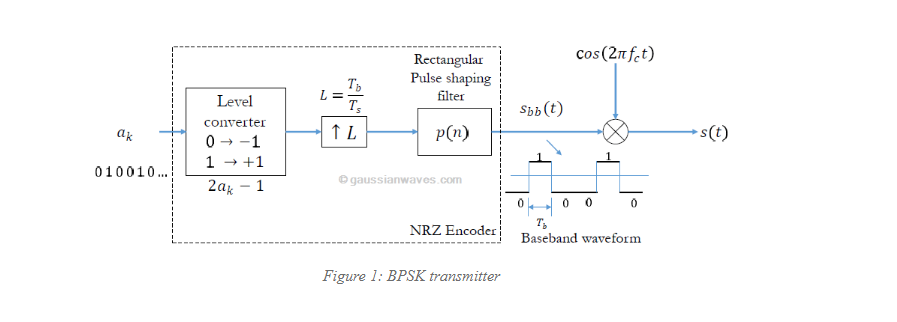 cos(2πf_ct)
Rectangular
Pulse shaping
filter
L = T_b/T_s
Level
converter
0 → −1
1 → +1
2a_k − 1
a_k
010010...
↑ L
p(n)
s_bb(t)
s(t)
© gaussianwaves.com
1 1
0 0 0 0
T_b
NRZ Encoder
Baseband waveform
Figure 1: BPSK transmitter